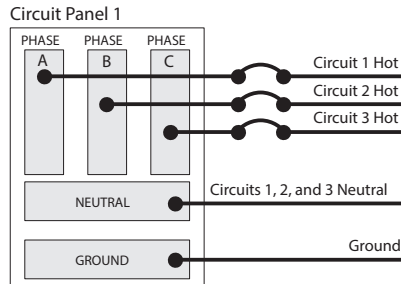 Circuit Panel 1
PHASE PHASE PHASE
A B C
Circuit 1 Hot
Circuit 2 Hot
Circuit 3 Hot
NEUTRAL
Circuits 1, 2, and 3 Neutral
GROUND
Ground